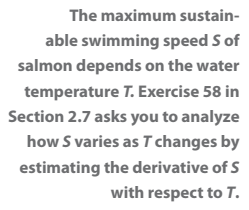 The maximum sustain-
able swimming speed S of
salmon depends on the water
temperature T. Exercise 58 in
Section 2.7 asks you to analyze
how S varies as T changes by
estimating the derivative of S
with respect to T.